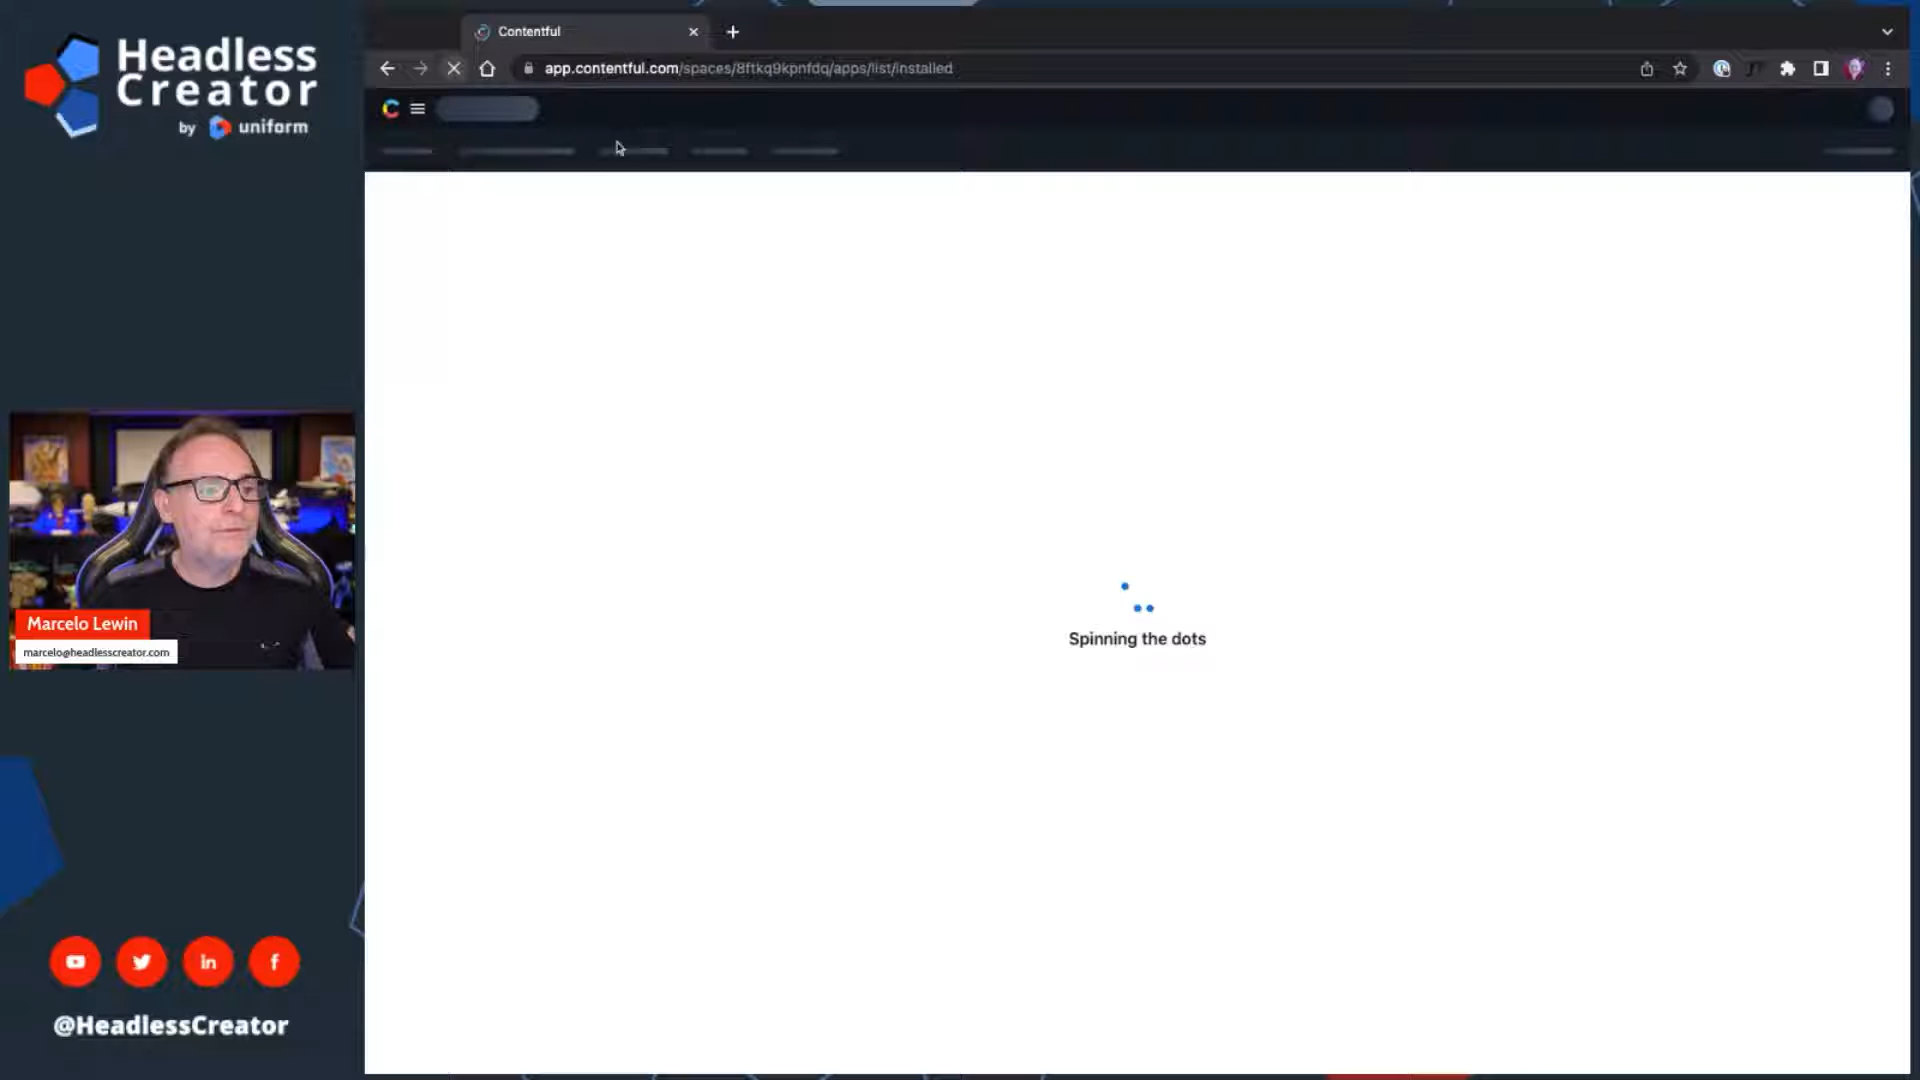 Headless
Creator
by uniform
Contentful
app.contentful.com/spaces/8ftkq9kpnfdq/apps/list/installed
Spinning the dots
Marcelo Lewin
marcelo@headlesscreator.com
@HeadlessCreator